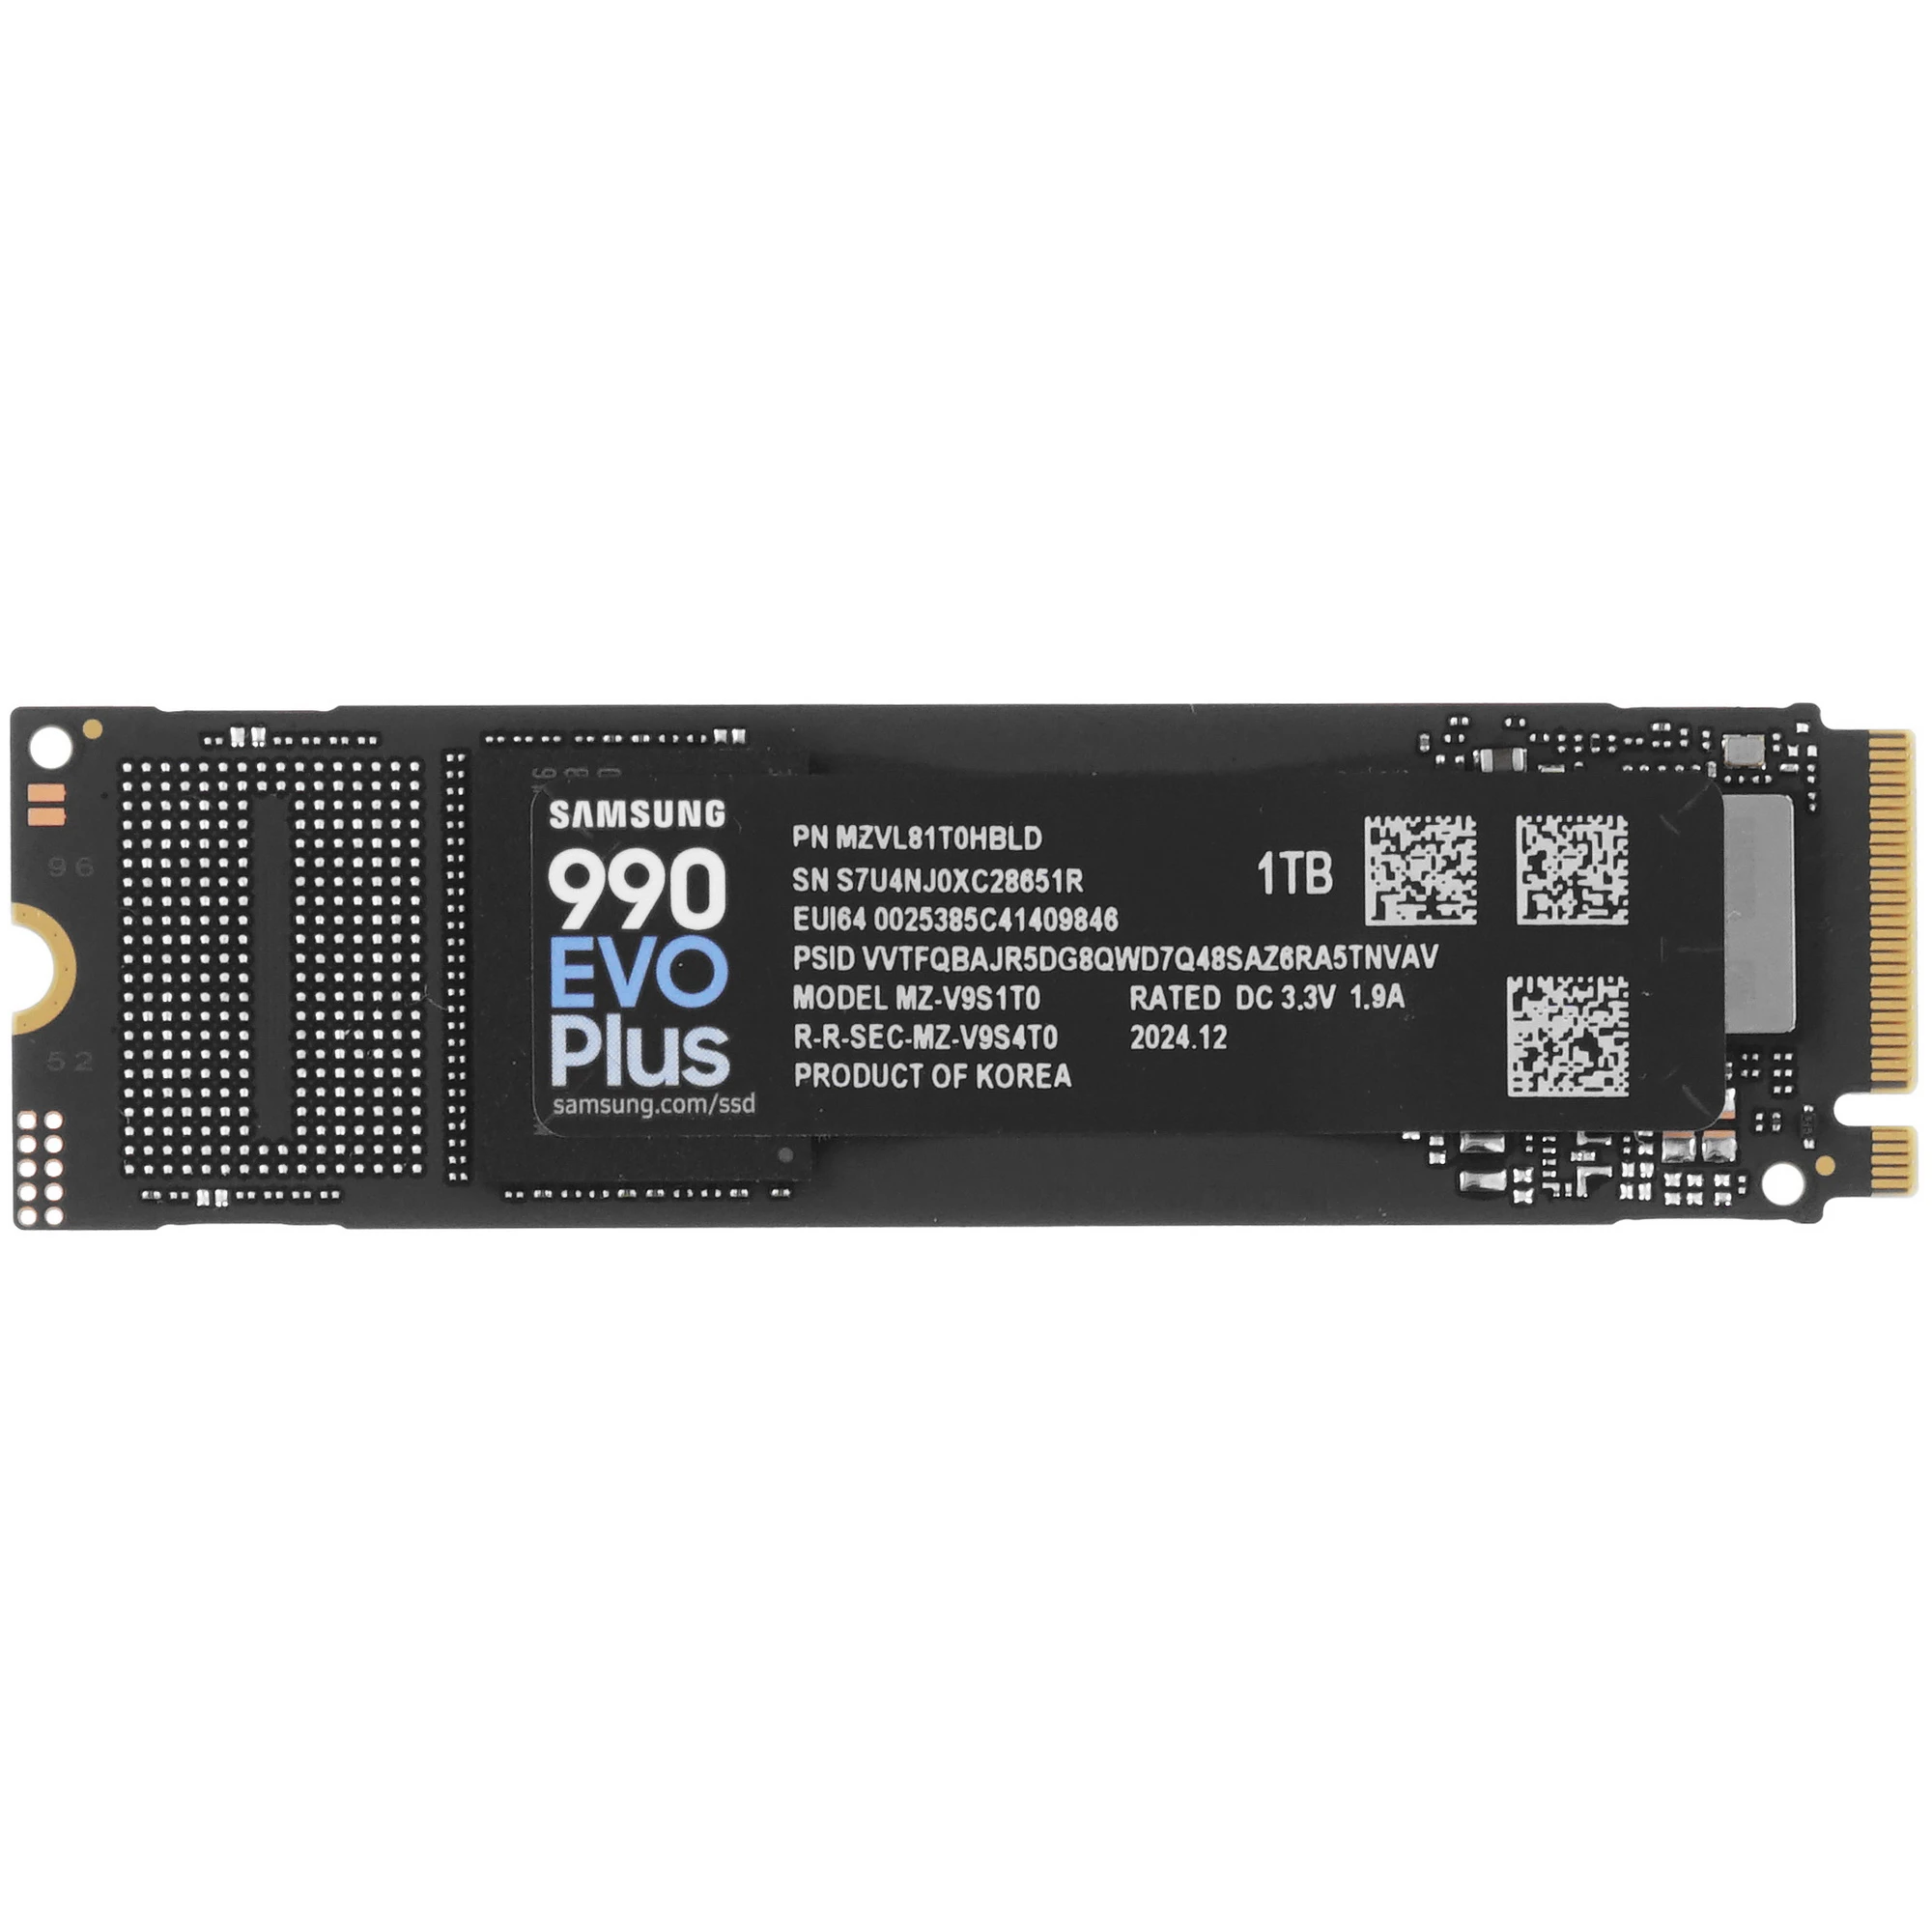 96
52
SAMSUNG
990
EVO
Plus
samsung.com/ssd
PN MZVL81T0HBLD
SN S7U4NJ0XC28651R
EUI64 0025385C41409846
PSID VVTFQBAJR5DG8QWD7Q48SAZ6RA5TNVAV
MODEL MZ-V9S1T0 RATED DC 3.3V 1.9A
R-R-SEC-MZ-V9S4T0 2024.12
PRODUCT OF KOREA
1TB